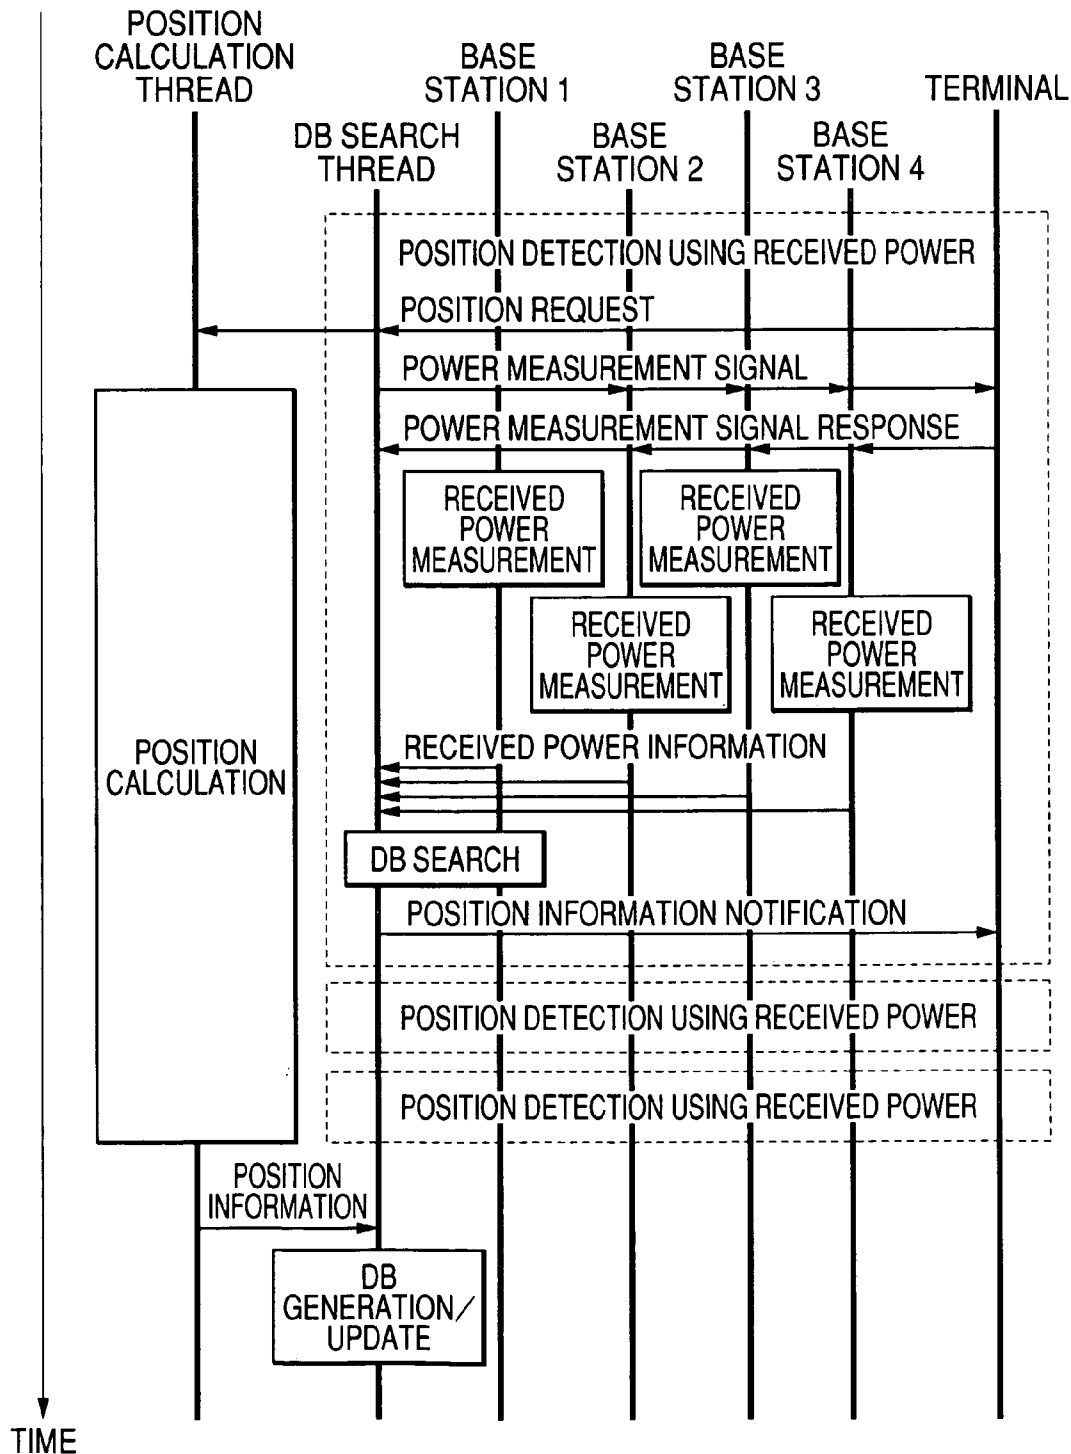 POSITION
CALCULATION
THREAD
BASE
STATION 1
BASE
STATION 3
TERMINAL
DB SEARCH
THREAD
BASE
STATION 2
BASE
STATION 4
POSITION DETECTION USING RECEIVED POWER
POSITION REQUEST
POWER MEASUREMENT SIGNAL
POWER MEASUREMENT SIGNAL RESPONSE
RECEIVED
POWER
MEASUREMENT
RECEIVED
POWER
MEASUREMENT
RECEIVED
POWER
MEASUREMENT
RECEIVED
POWER
MEASUREMENT
POSITION
CALCULATION
RECEIVED POWER INFORMATION
DB SEARCH
POSITION INFORMATION NOTIFICATION
POSITION DETECTION USING RECEIVED POWER
POSITION DETECTION USING RECEIVED POWER
POSITION
INFORMATION
DB
GENERATION/
UPDATE
TIME